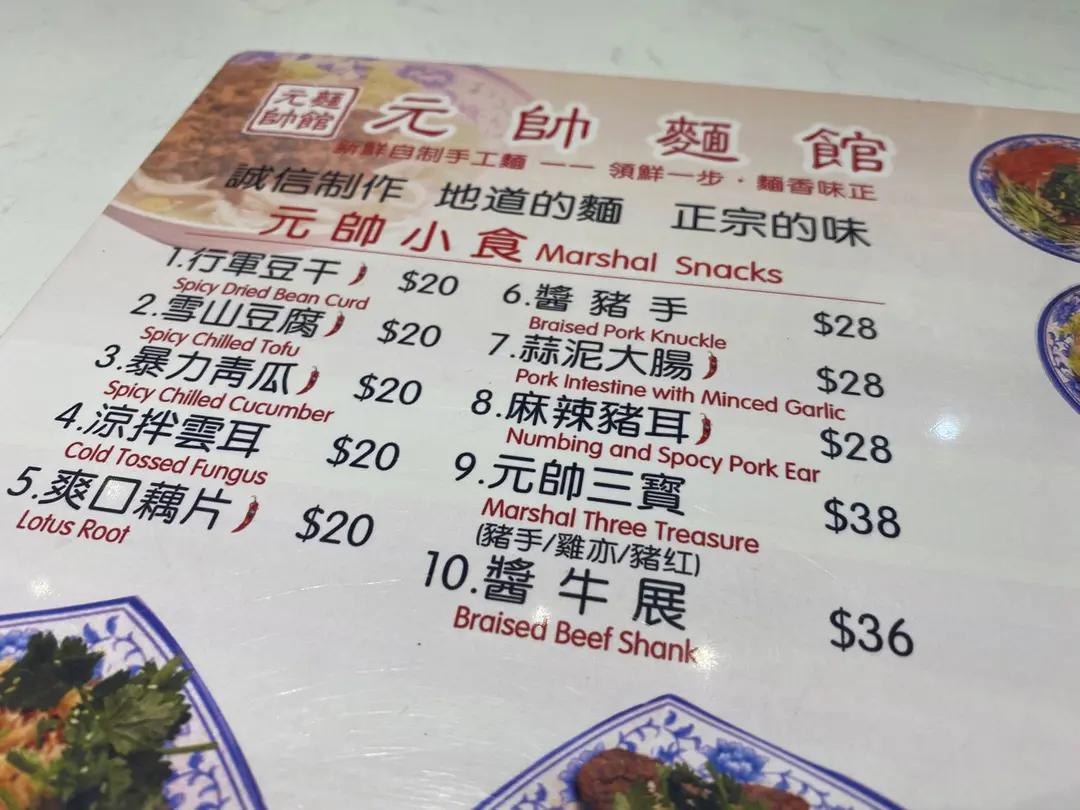 元麵
帥館
元帥麵館
新鮮自制手工麵 一一 領鮮一步·麵香味正
誠信制作 地道的麵 正宗的味
元帥小食 Marshal Snacks
1.行軍豆干 $20
Spicy Dried Bean Curd
2.雪山豆腐 $20
Spicy Chilled Tofu
3.暴力青瓜 $20
Spicy Chilled Cucumber
4.涼拌雲耳 $20
Cold Tossed Fungus
5.爽口藕片 $20
Lotus Root
6.醬豬手 $28
Braised Pork Knuckle
7.蒜泥大腸 $28
Pork Intestine with Minced Garlic
8.麻辣豬耳 $28
Numbing and Spocy Pork Ear
9.元帥三寶 $38
Marshal Three Treasure
(豬手/雞亦/豬红)
10.醬牛展 $36
Braised Beef Shank